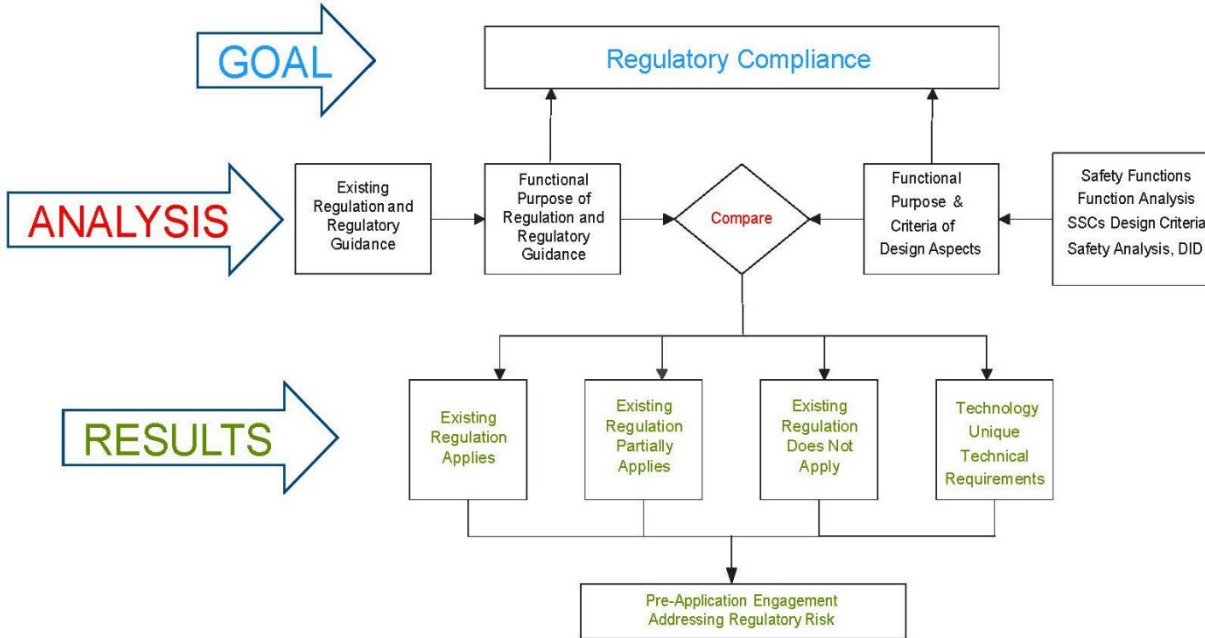 GOAL
Regulatory Compliance
ANALYSIS
Existing
Regulation and
Regulatory
Guidance
Functional
Purpose of
Regulation and
Regulatory
Guidance
Compare
Functional
Purpose &
Criteria of
Design Aspects
Safety Functions
Function Analysis
SSCs Design Criteria
Safety Analysis, DID
RESULTS
Existing
Regulation
Applies
Existing
Regulation
Partially
Applies
Existing
Regulation
Does Not
Apply
Technology
Unique
Technical
Requirements
Pre-Application Engagement
Addressing Regulatory Risk